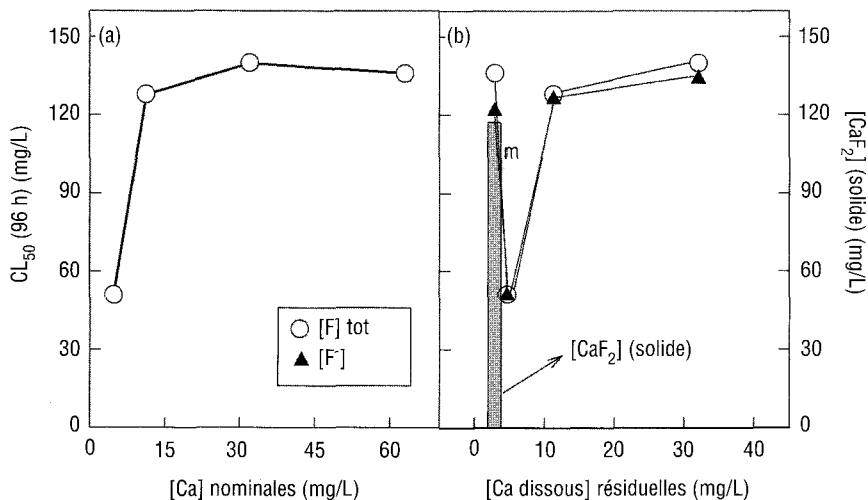 (a)
150
120
90
60
30
0
CL50 (96 h) (mg/L)
[F] tot
[F-]
0 15 30 45 60
[Ca] nominales (mg/L)
(b)
m
[CaF2] (solide)
0 10 20 30 40
[Ca dissous] résiduelles (mg/L)
150
120
90
60
30
0
[CaF2] (solide) (mg/L)